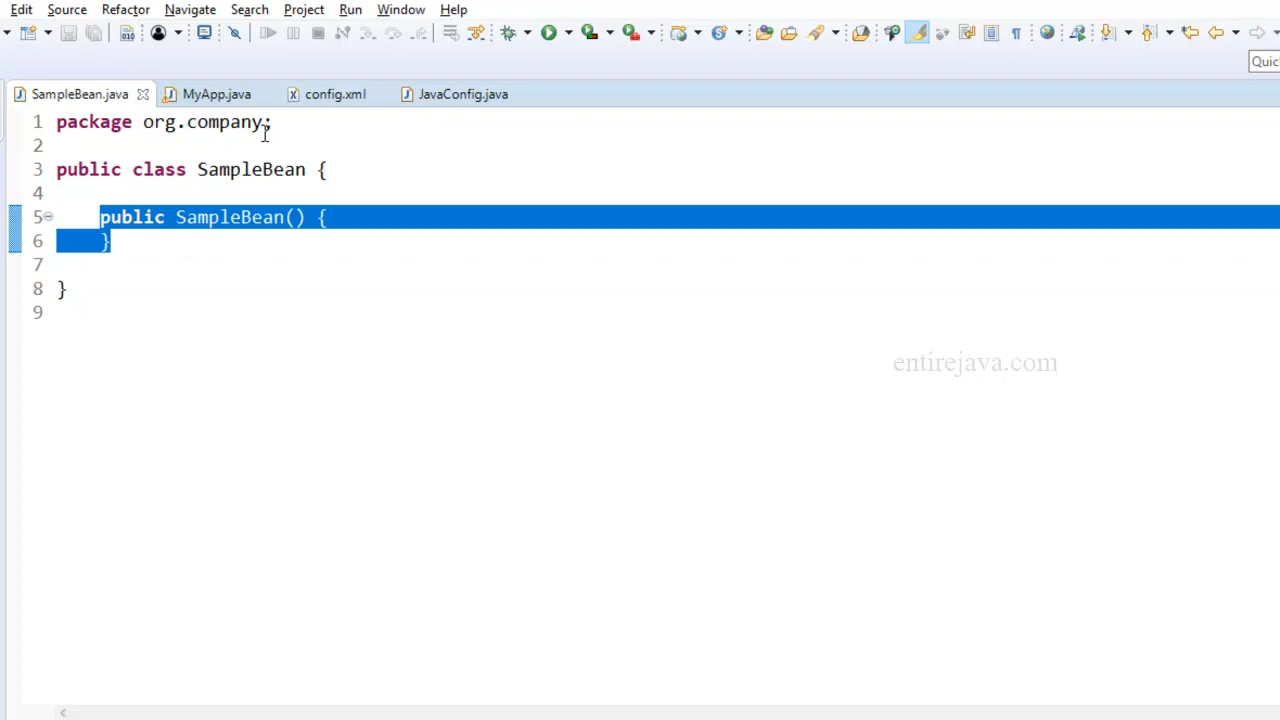 Edit Source Refactor Navigate Search Project Run Window Help
Quic
SampleBean.java MyApp.java config.xml JavaConfig.java
1 package org.company;
2
3 public class SampleBean {
4
5 public SampleBean() {
6 }
7
8 }
9
entirejava.com